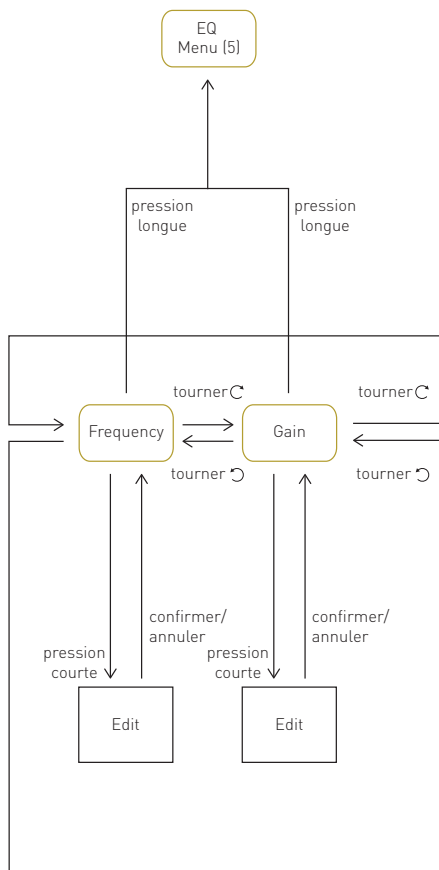 EQ
Menu (5)
pression
longue
pression
longue
tourner
tourner
Frequency
Gain
tourner
tourner
confirmer/
annuler
confirmer/
annuler
pression
courte
pression
courte
Edit
Edit